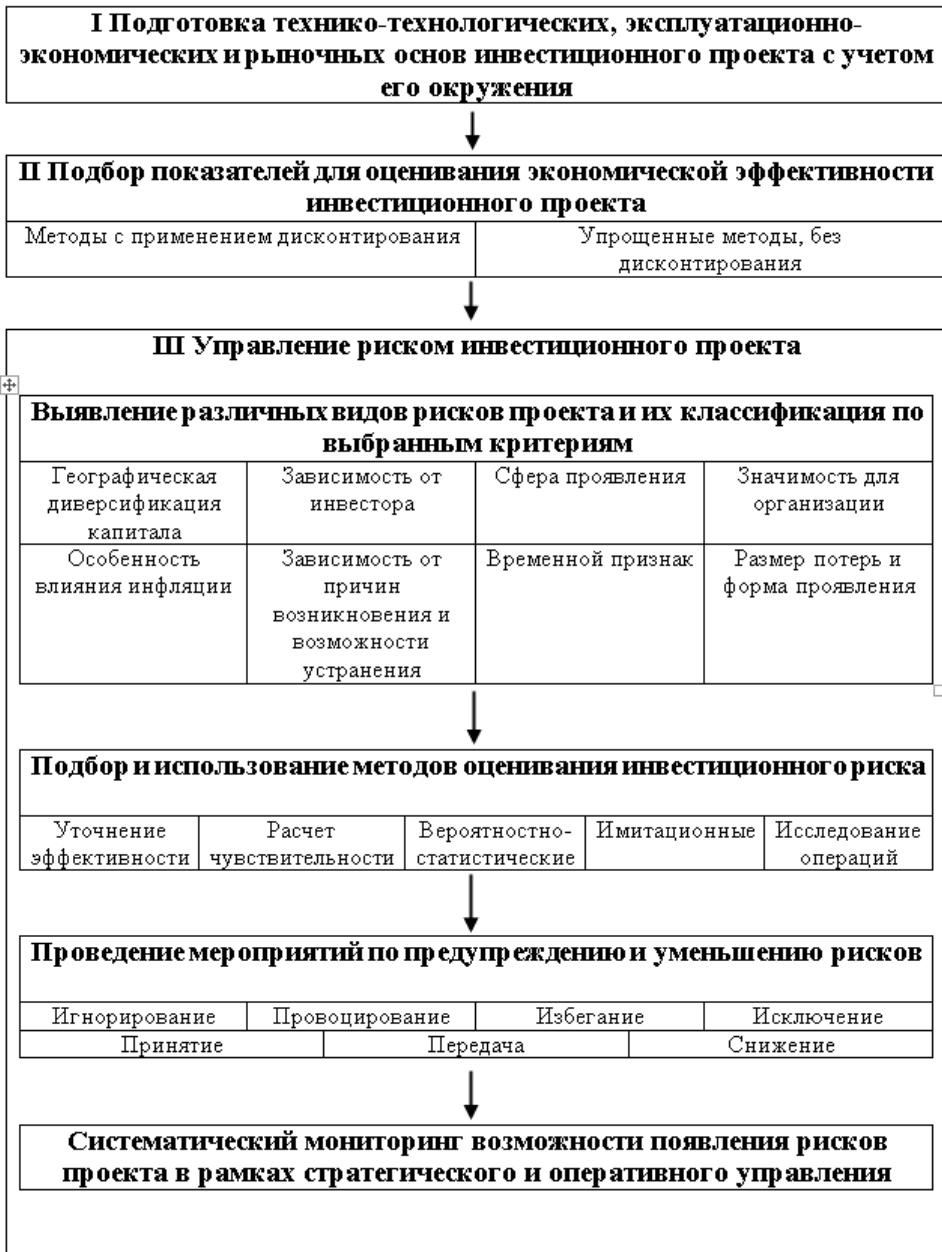 I Подготовка технико-технологических, эксплуатационно-
экономических и рыночных основ инвестиционного проекта с учетом
его окружения
II Подбор показателей для оценивания экономической эффективности
инвестиционного проекта
Методы с применением дисконтирования
Упрощенные методы, без
дисконтирования
III Управление риском инвестиционного проекта
Выявление различных видов рисков проекта и их классификация по
выбранным критериям
Географическая
диверсификация
капитала
Зависимость от
инвестора
Сфера проявления
Значимость для
организации
Особенность
влияния инфляции
Зависимость от
причин
возникновения и
возможности
устранения
Временной признак
Размер потерь и
форма проявления
Подбор и использование методов оценивания инвестиционного риска
Уточнение
эффективности
Расчет
чувствительности
Вероятностно-
статистические
Имитационные
Исследование
операций
Проведение мероприятий по предупреждению и уменьшению рисков
Игнорирование
Провоцирование
Избегание
Исключение
Принятие
Передача
Снижение
Систематический мониторинг возможности появления рисков
проекта в рамках стратегического и оперативного управления